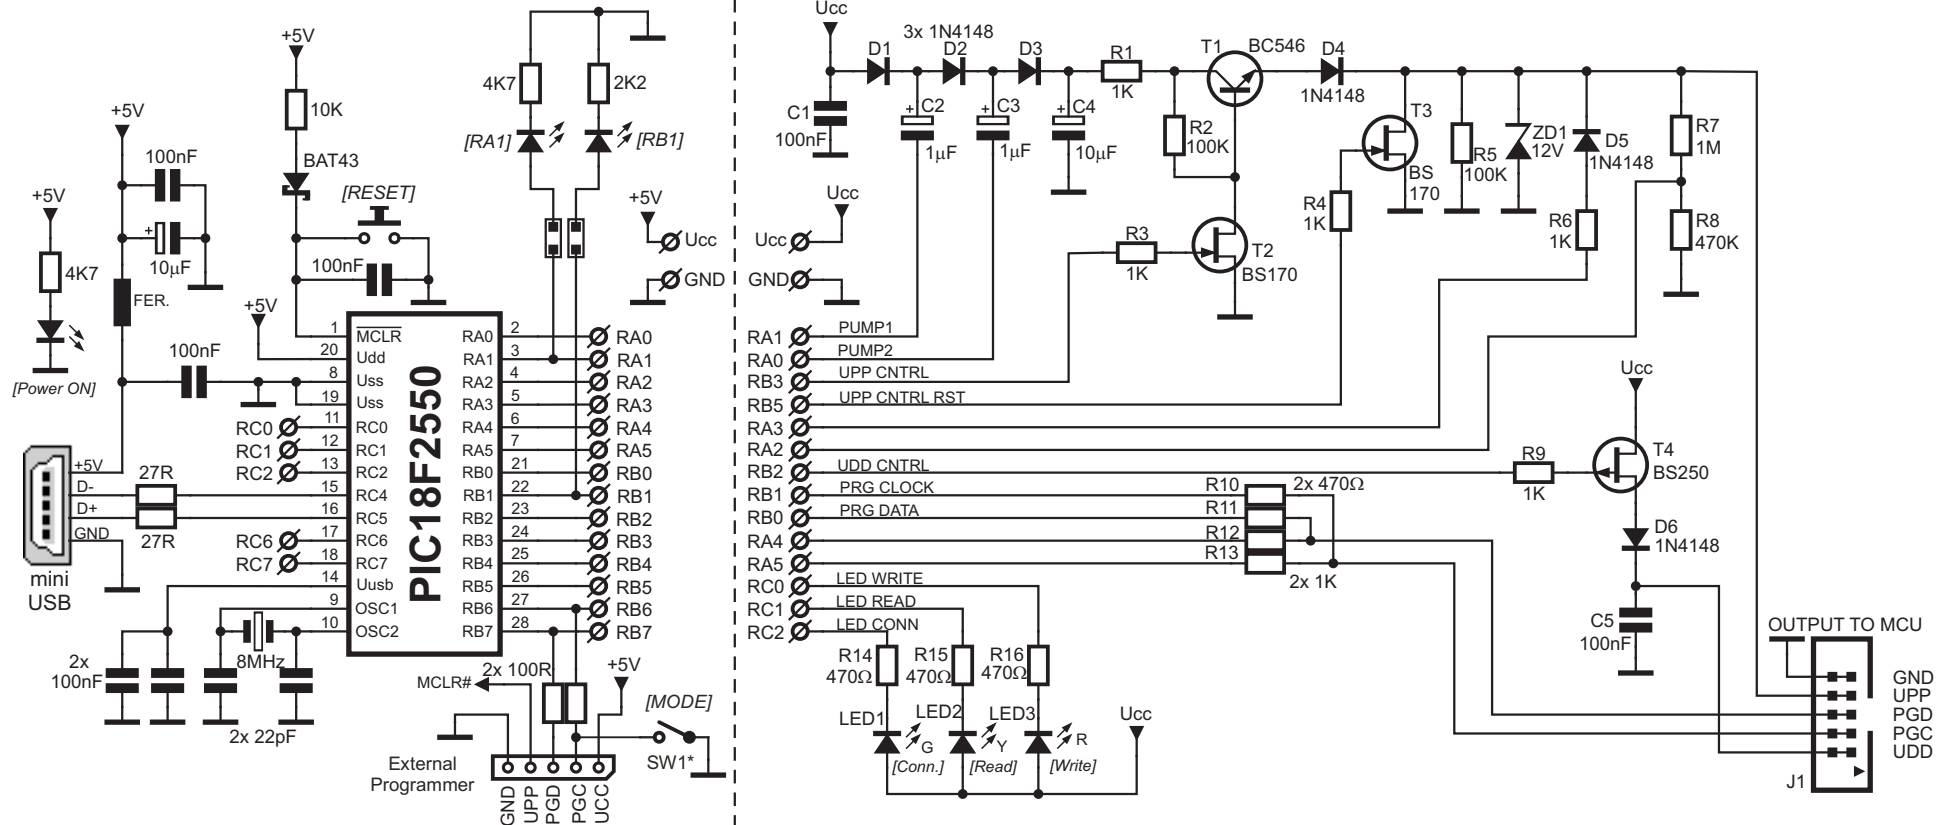 +5V
10K
BAT43
[RESET]
100nF
+5V
100nF
+
10µF
FER.
+5V
4K7
[Power ON]
100nF
+5V
4K7
2K2
[RA1]
[RB1]
+5V
Ucc
GND
PIC18F2550
1 MCLR
20 Udd
8 Uss
19 Uss
RC0 11 RC0
RC1 12 RC1
RC2 13 RC2
15 RC4
16 RC5
RC6 17 RC6
RC7 18 RC7
14 Uusb
9 OSC1
10 OSC2
RA0 2 RA0
RA1 3 RA1
RA2 4 RA2
RA3 5 RA3
RA4 6 RA4
RA5 7 RA5
RB0 21 RB0
RB1 22 RB1
RB2 23 RB2
RB3 24 RB3
RB4 25 RB4
RB5 26 RB5
RB6 27 RB6
RB7 28 RB7
+5V
D-
D+
GND
27R
27R
mini
USB
2x
100nF
8MHz
2x 22pF
MCLR#
2x 100R
+5V
[MODE]
SW1*
External
Programmer
GND
UPP
PGD
PGC
UCC
Ucc
C1
100nF
D1
3x 1N4148
D2
D3
+ C2
1µF
+ C3
1µF
+ C4
10µF
R1
1K
R2
100K
T1
BC546
D4
1N4148
T3
BS
170
R4
1K
R5
100K
ZD1
12V
D5
1N4148
R6
1K
R7
1M
R8
470K
R3
1K
T2
BS170
Ucc
Ucc
GND
RA1 PUMP1
RA0 PUMP2
RB3 UPP CNTRL
RB5 UPP CNTRL RST
RA3
RA2
RB2 UDD CNTRL
RB1 PRG CLOCK
RB0 PRG DATA
RA4
RA5
RC0 LED WRITE
RC1 LED READ
RC2 LED CONN
R10
2x 470Ω
R11
R12
R13
2x 1K
R9
1K
Ucc
T4
BS250
D6
1N4148
C5
100nF
R14
470Ω
R15
470Ω
R16
470Ω
LED1
G
[Conn.]
LED2
Y
[Read]
LED3
R
[Write]
Ucc
OUTPUT TO MCU
GND
UPP
PGD
PGC
UDD
J1